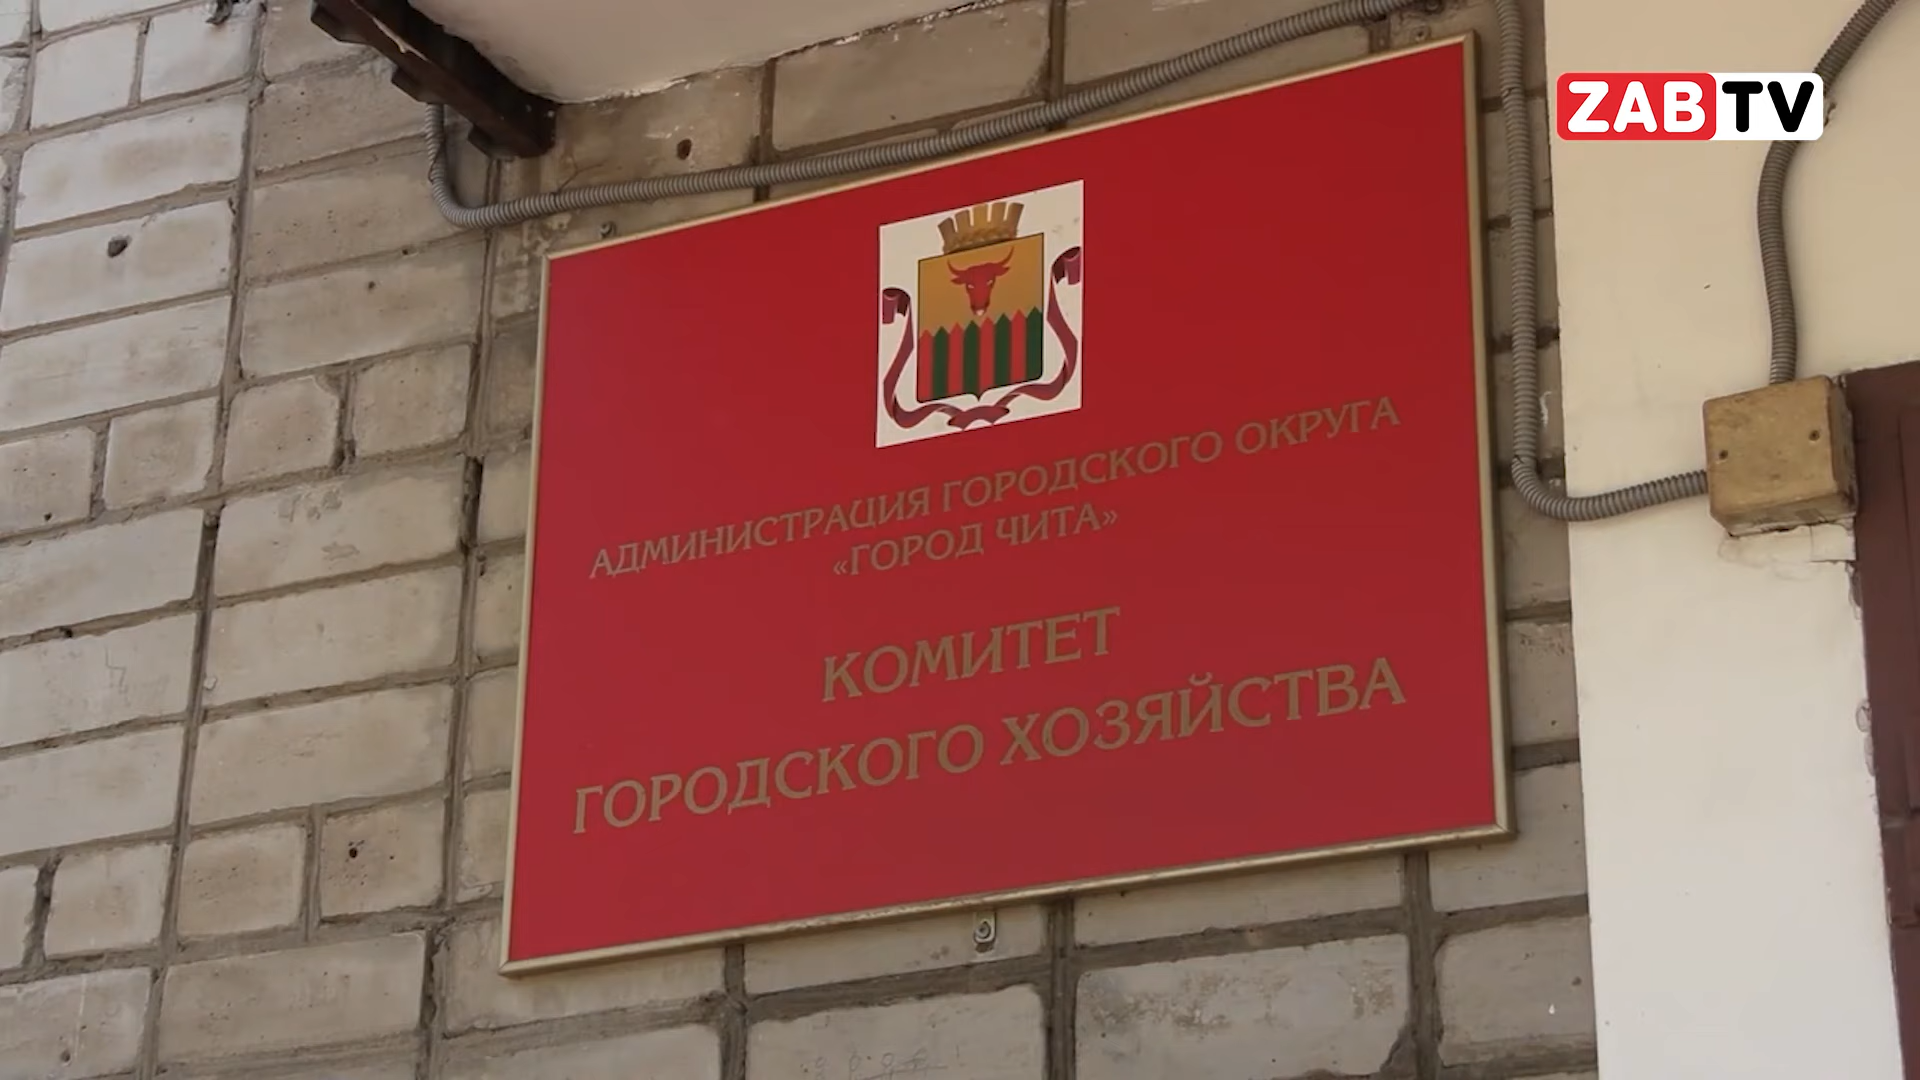 ZABTV
АДМИНИСТРАЦИЯ ГОРОДСКОГО ОКРУГА
«ГОРОД ЧИТА»
КОМИТЕТ
ГОРОДСКОГО ХОЗЯЙСТВА